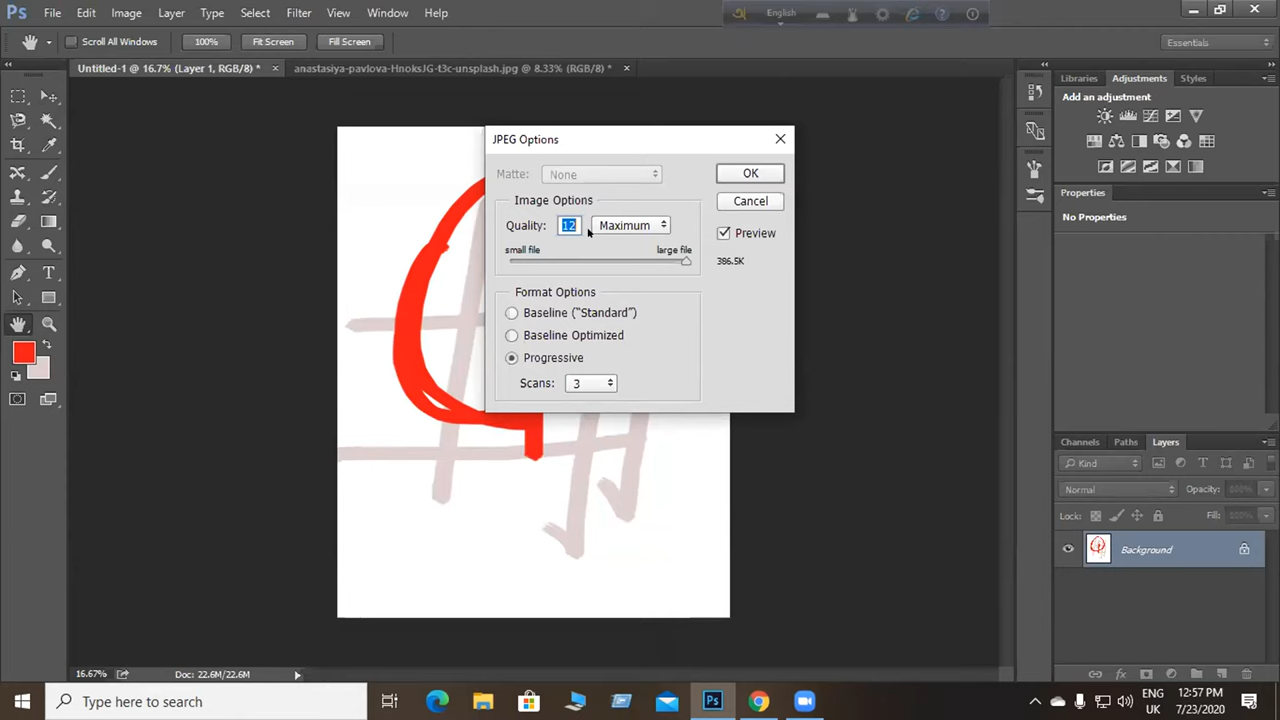 Ps File Edit Image Layer Type Select Filter View Window Help
অ English
Scroll All Windows 100% Fit Screen Fill Screen Essentials
Untitled-1 @ 16.7% (Layer 1, RGB/8) * × anastasiya-pavlova-HnoksJG-t3c-unsplash.jpg @ 8.33% (RGB/8) * ×
Libraries Adjustments Styles
Add an adjustment
Properties
No Properties
JPEG Options
Matte: None
OK
Image Options
Cancel
Quality: 12 Maximum
Preview
small file large file
386.5K
Format Options
Baseline ("Standard")
Baseline Optimized
Progressive
Scans: 3
Channels Paths Layers
Kind
Normal Opacity:
Lock: Fill:
Background
16.67% Doc: 22.6M/22.6M
Type here to search
Ps
ENG
UK
12:57 PM
7/23/2020